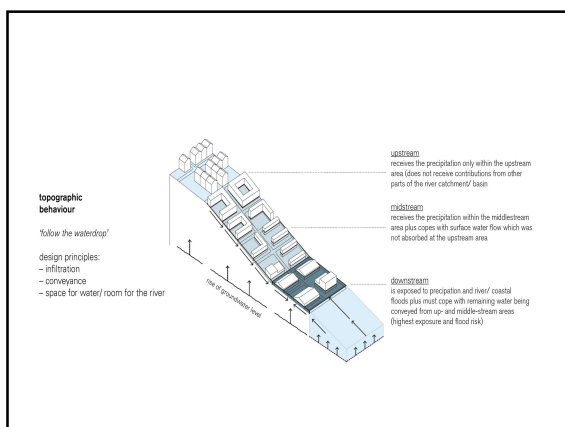 topographic
behaviour
'follow the waterdrop'
design principles:
– infiltration
– conveyance
– space for water/ room for the river
rise of groundwater level
upstream
receives the precipitation only within the upstream
area (does not receive contributions from other
parts of the river catchment/ basin
midstream
receives the precipitation within the middlestream
area plus copes with surface water flow which was
not absorbed at the upstream area
downstream
is exposed to precipation and river/ coastal
floods plus must cope with remaining water being
conveyed from up- and middle-stream areas
(highest exposure and flood risk)